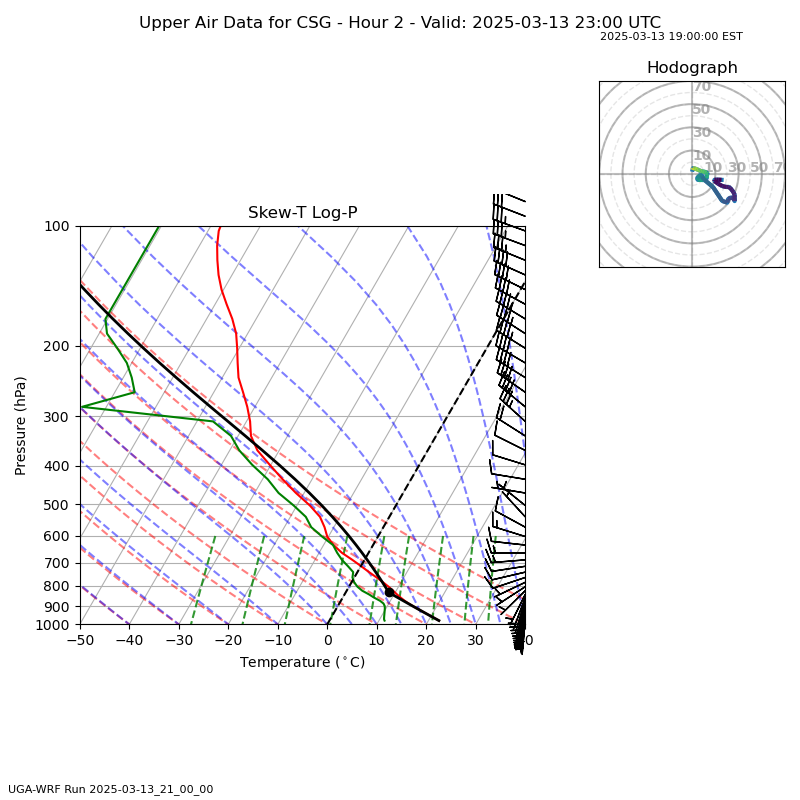 Upper Air Data for CSG - Hour 2 - Valid: 2025-03-13 23:00 UTC
2025-03-13 19:00:00 EST
Hodograph
70
50
30
10
10 30 50 7
Skew-T Log-P
100
200
300
400
500
600
700
800
900
1000
Pressure (hPa)
−50 −40 −30 −20 −10 0 10 20 30 0
Temperature (°C)
UGA-WRF Run 2025-03-13_21_00_00